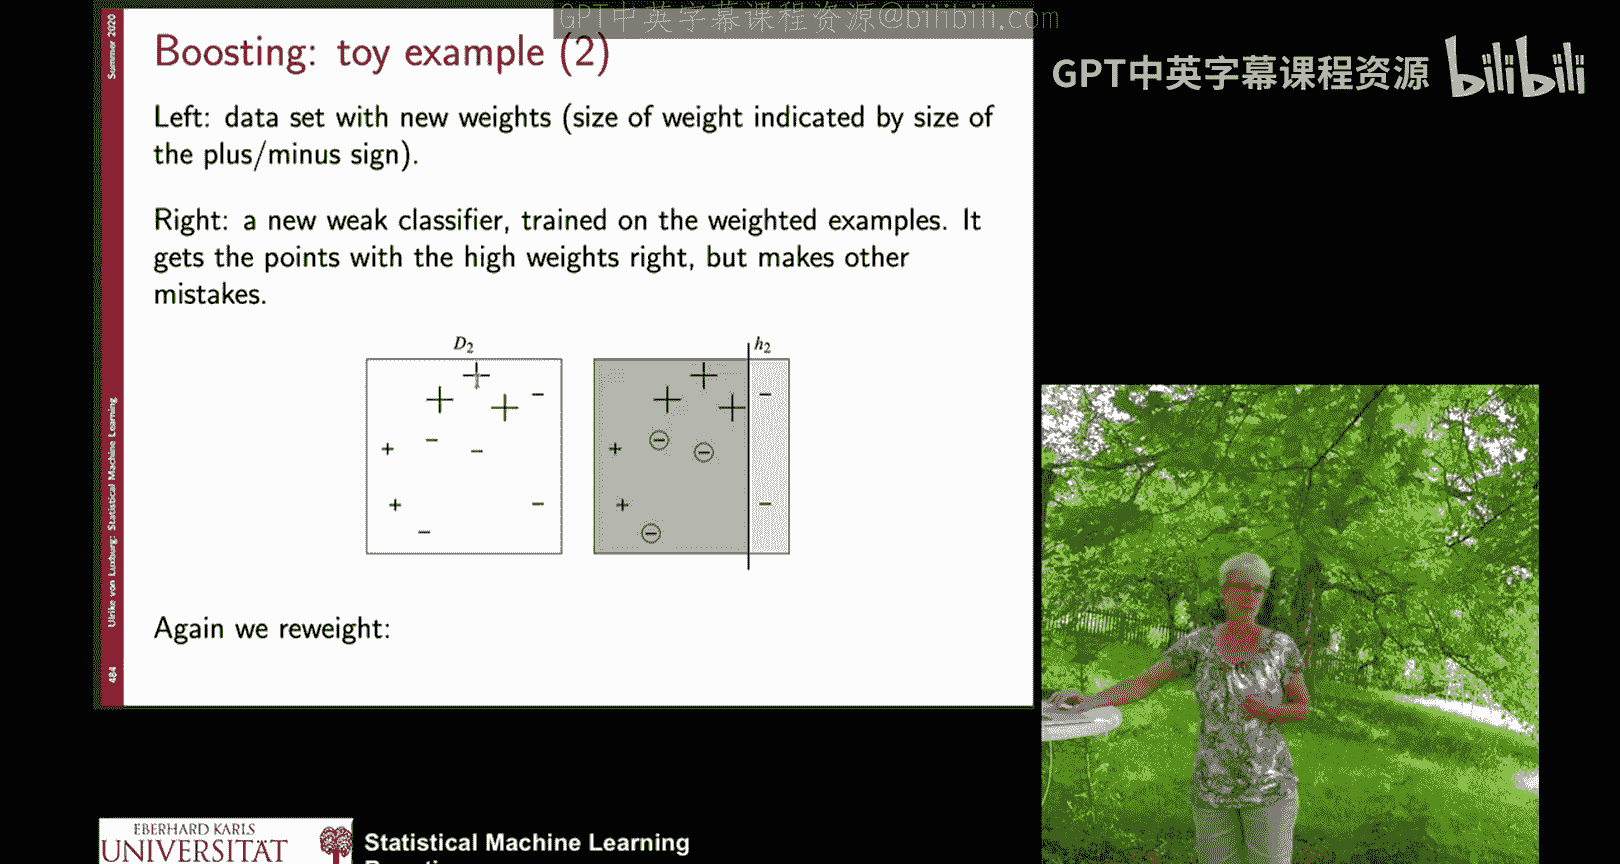 GPT中英字幕课程资源@bilibili.com
GPT中英字幕课程资源 bilibili
Summer 2020
Boosting: toy example (2)
Left: data set with new weights (size of weight indicated by size of
the plus/minus sign).
Right: a new weak classifier, trained on the weighted examples. It
gets the points with the high weights right, but makes other
mistakes.
D2
h2
Again we reweight:
Ulrike von Luxburg: Statistical Machine Learning
484
EBERHARD KARLS
UNIVERSITÄT
Statistical Machine Learning